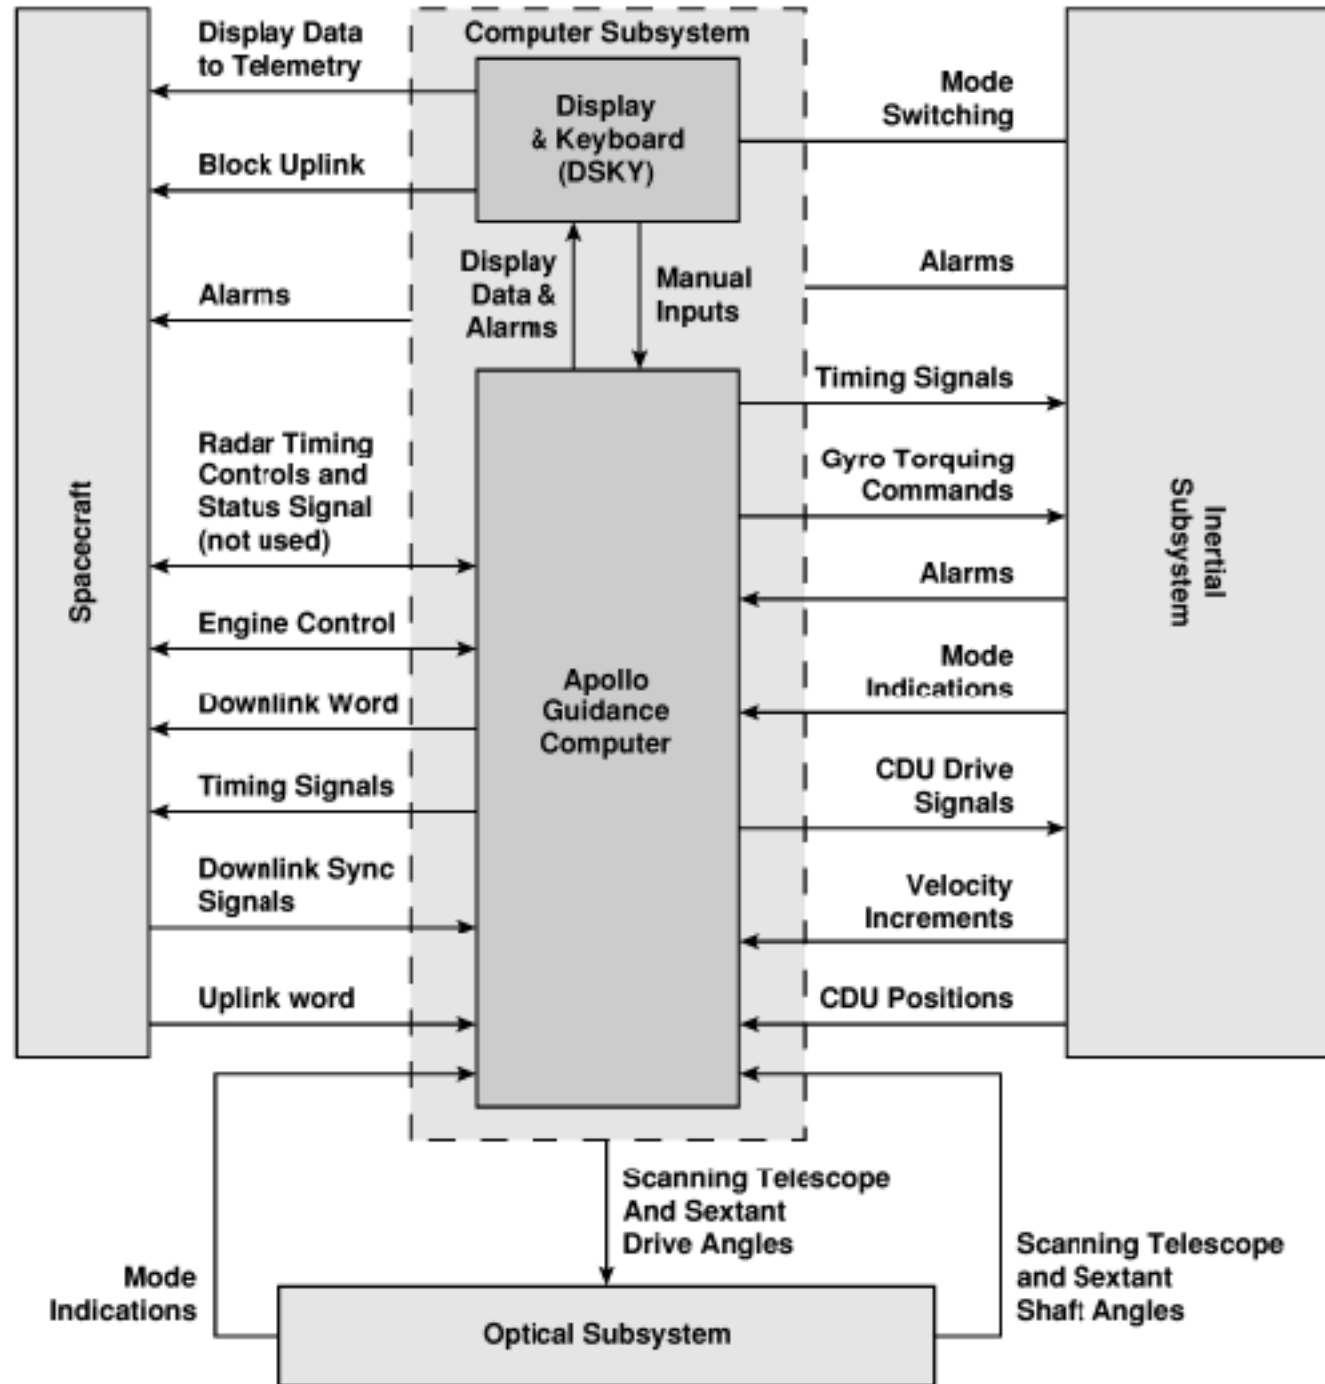 Computer Subsystem
Display Data
to Telemetry
Block Uplink
Alarms
Radar Timing
Controls and
Status Signal
(not used)
Engine Control
Downlink Word
Timing Signals
Downlink Sync
Signals
Uplink word
Spacecraft
Display
& Keyboard
(DSKY)
Display
Data &
Alarms
Manual
Inputs
Apollo
Guidance
Computer
Mode
Switching
Alarms
Timing Signals
Gyro Torquing
Commands
Alarms
Mode
Indications
CDU Drive
Signals
Velocity
Increments
CDU Positions
Inertial
Subsystem
Scanning Telescope
And Sextant
Drive Angles
Mode
Indications
Scanning Telescope
and Sextant
Shaft Angles
Optical Subsystem